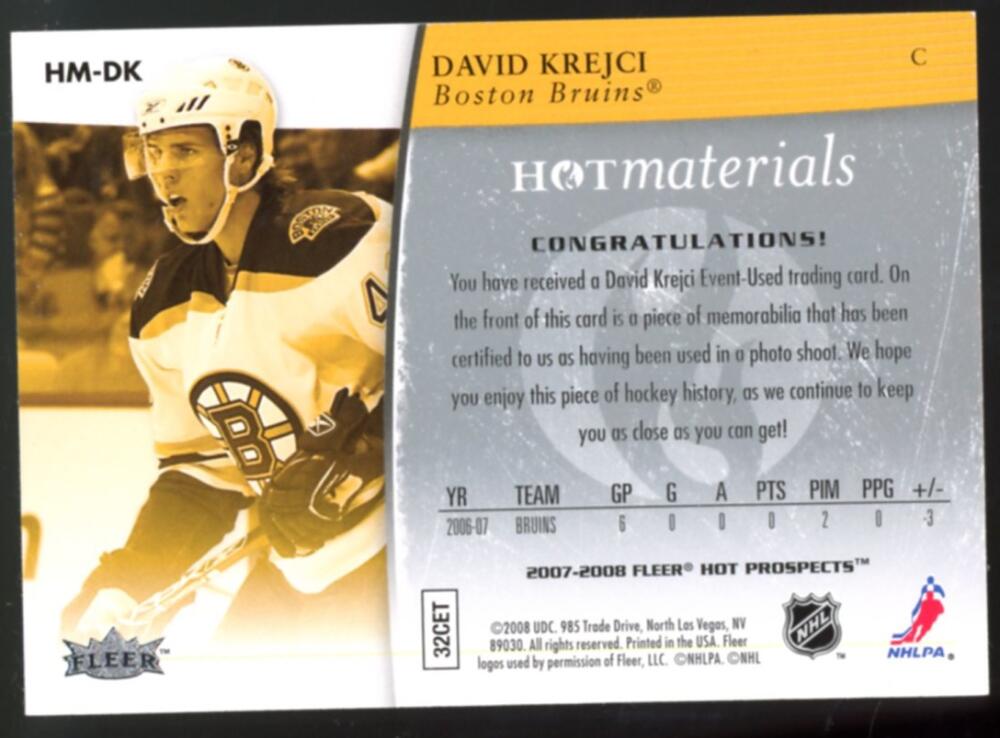 HM-DK
DAVID KREJCI
C
Boston Bruins®
HOTmaterials
CONGRATULATIONS!
You have received a David Krejci Event-Used trading card. On
the front of this card is a piece of memorabilia that has been
certified to us as having been used in a photo shoot. We hope
you enjoy this piece of hockey history, as we continue to keep
you as close as you can get!
YR TEAM GP G A PTS PIM PPG +/-
2006-07 BRUINS 6 0 0 0 2 0 -3
2007-2008 FLEER® HOT PROSPECTS™
32CET
©2008 UDC. 985 Trade Drive, North Las Vegas, NV
89030. All rights reserved. Printed in the USA. Fleer
logos used by permission of Fleer, LLC. ©NHLPA. ©NHL
NHL™
NHLPA®
FLEER™
BOSTON
4
B